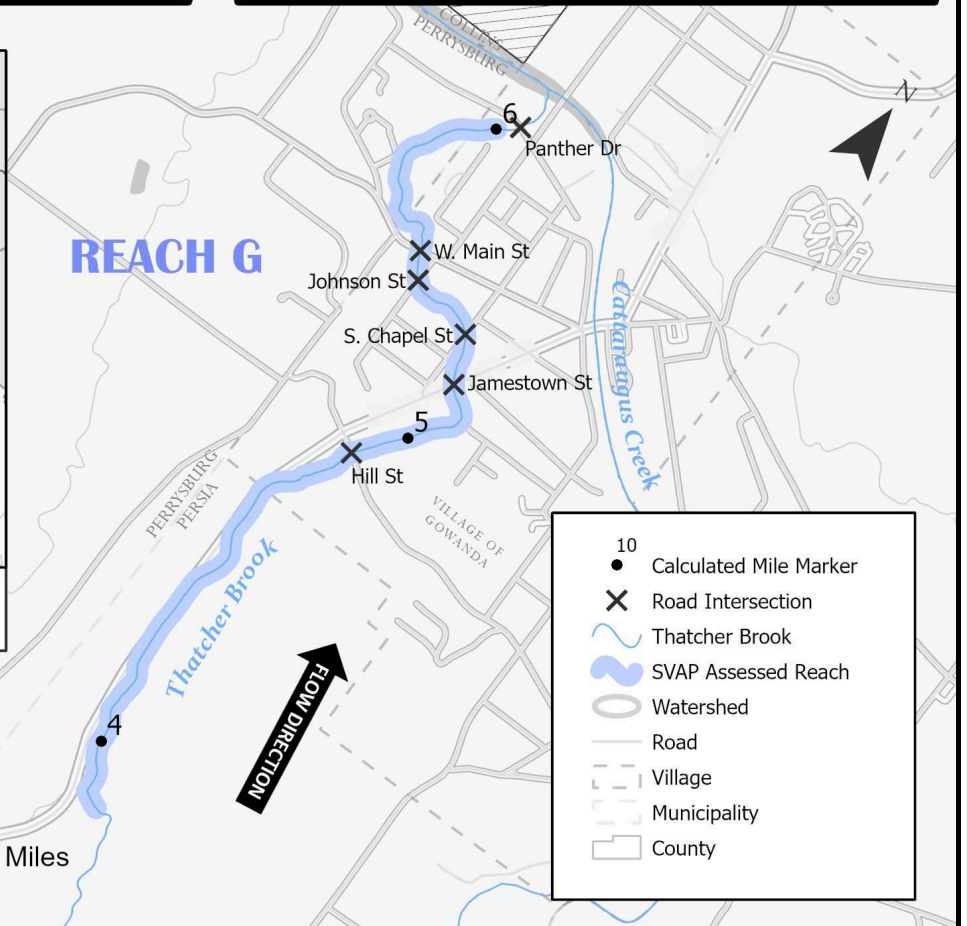 COLLINS
PERRYSBURG
N
6
Panther Dr
REACH G
W. Main St
Johnson St
S. Chapel St
Cattaraugus Creek
Jamestown St
5
Hill St
PERRYSBURG
PERSIA
VILLAGE OF
GOWANDA
Thatcher Brook
FLOW DIRECTION
4
Miles
10
Calculated Mile Marker
Road Intersection
Thatcher Brook
SVAP Assessed Reach
Watershed
Road
Village
Municipality
County